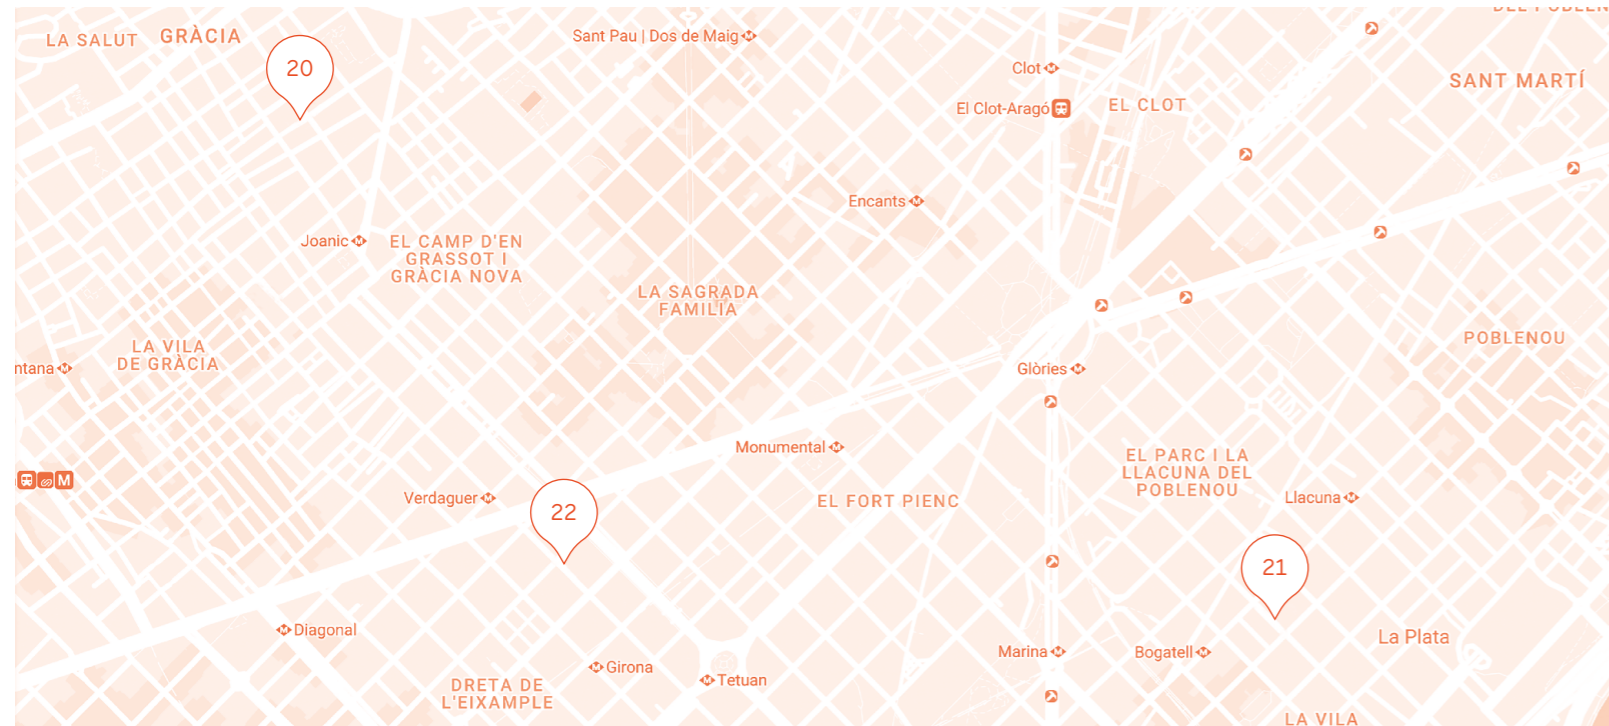 DEL POBLEN
LA SALUT
GRÀCIA
Sant Pau | Dos de Maig M
20
Clot M
SANT MARTÍ
El Clot-Aragó
EL CLOT
Encants M
Joanic M
EL CAMP D'EN
GRASSOT I
GRÀCIA NOVA
LA SAGRADA
FAMILIA
POBLENOU
LA VILA
DE GRÀCIA
ntana M
Glòries M
Monumental M
EL PARC I LA
LLACUNA DEL
POBLENOU
M
Verdaguer M
22
EL FORT PIENC
Llacuna M
21
M Diagonal
La Plata
Marina M
Bogatell M
M Girona
M Tetuan
DRETA DE
L'EIXAMPLE
LA VILA